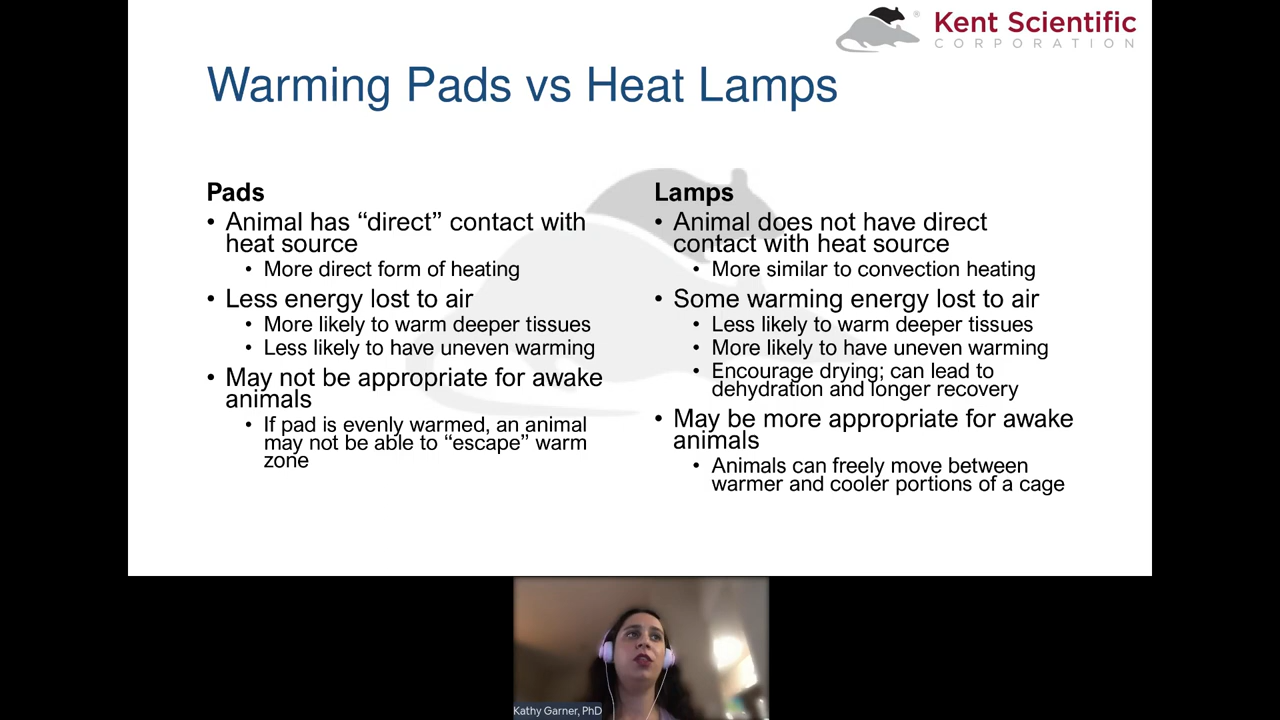 Kent Scientific
CORPORATION
Warming Pads vs Heat Lamps
Pads
• Animal has “direct” contact with
heat source
• More direct form of heating
• Less energy lost to air
• More likely to warm deeper tissues
• Less likely to have uneven warming
• May not be appropriate for awake
animals
• If pad is evenly warmed, an animal
may not be able to “escape” warm
zone
Lamps
• Animal does not have direct
contact with heat source
• More similar to convection heating
• Some warming energy lost to air
• Less likely to warm deeper tissues
• More likely to have uneven warming
• Encourage drying; can lead to
dehydration and longer recovery
• May be more appropriate for awake
animals
• Animals can freely move between
warmer and cooler portions of a cage
Kathy Garner, PhD